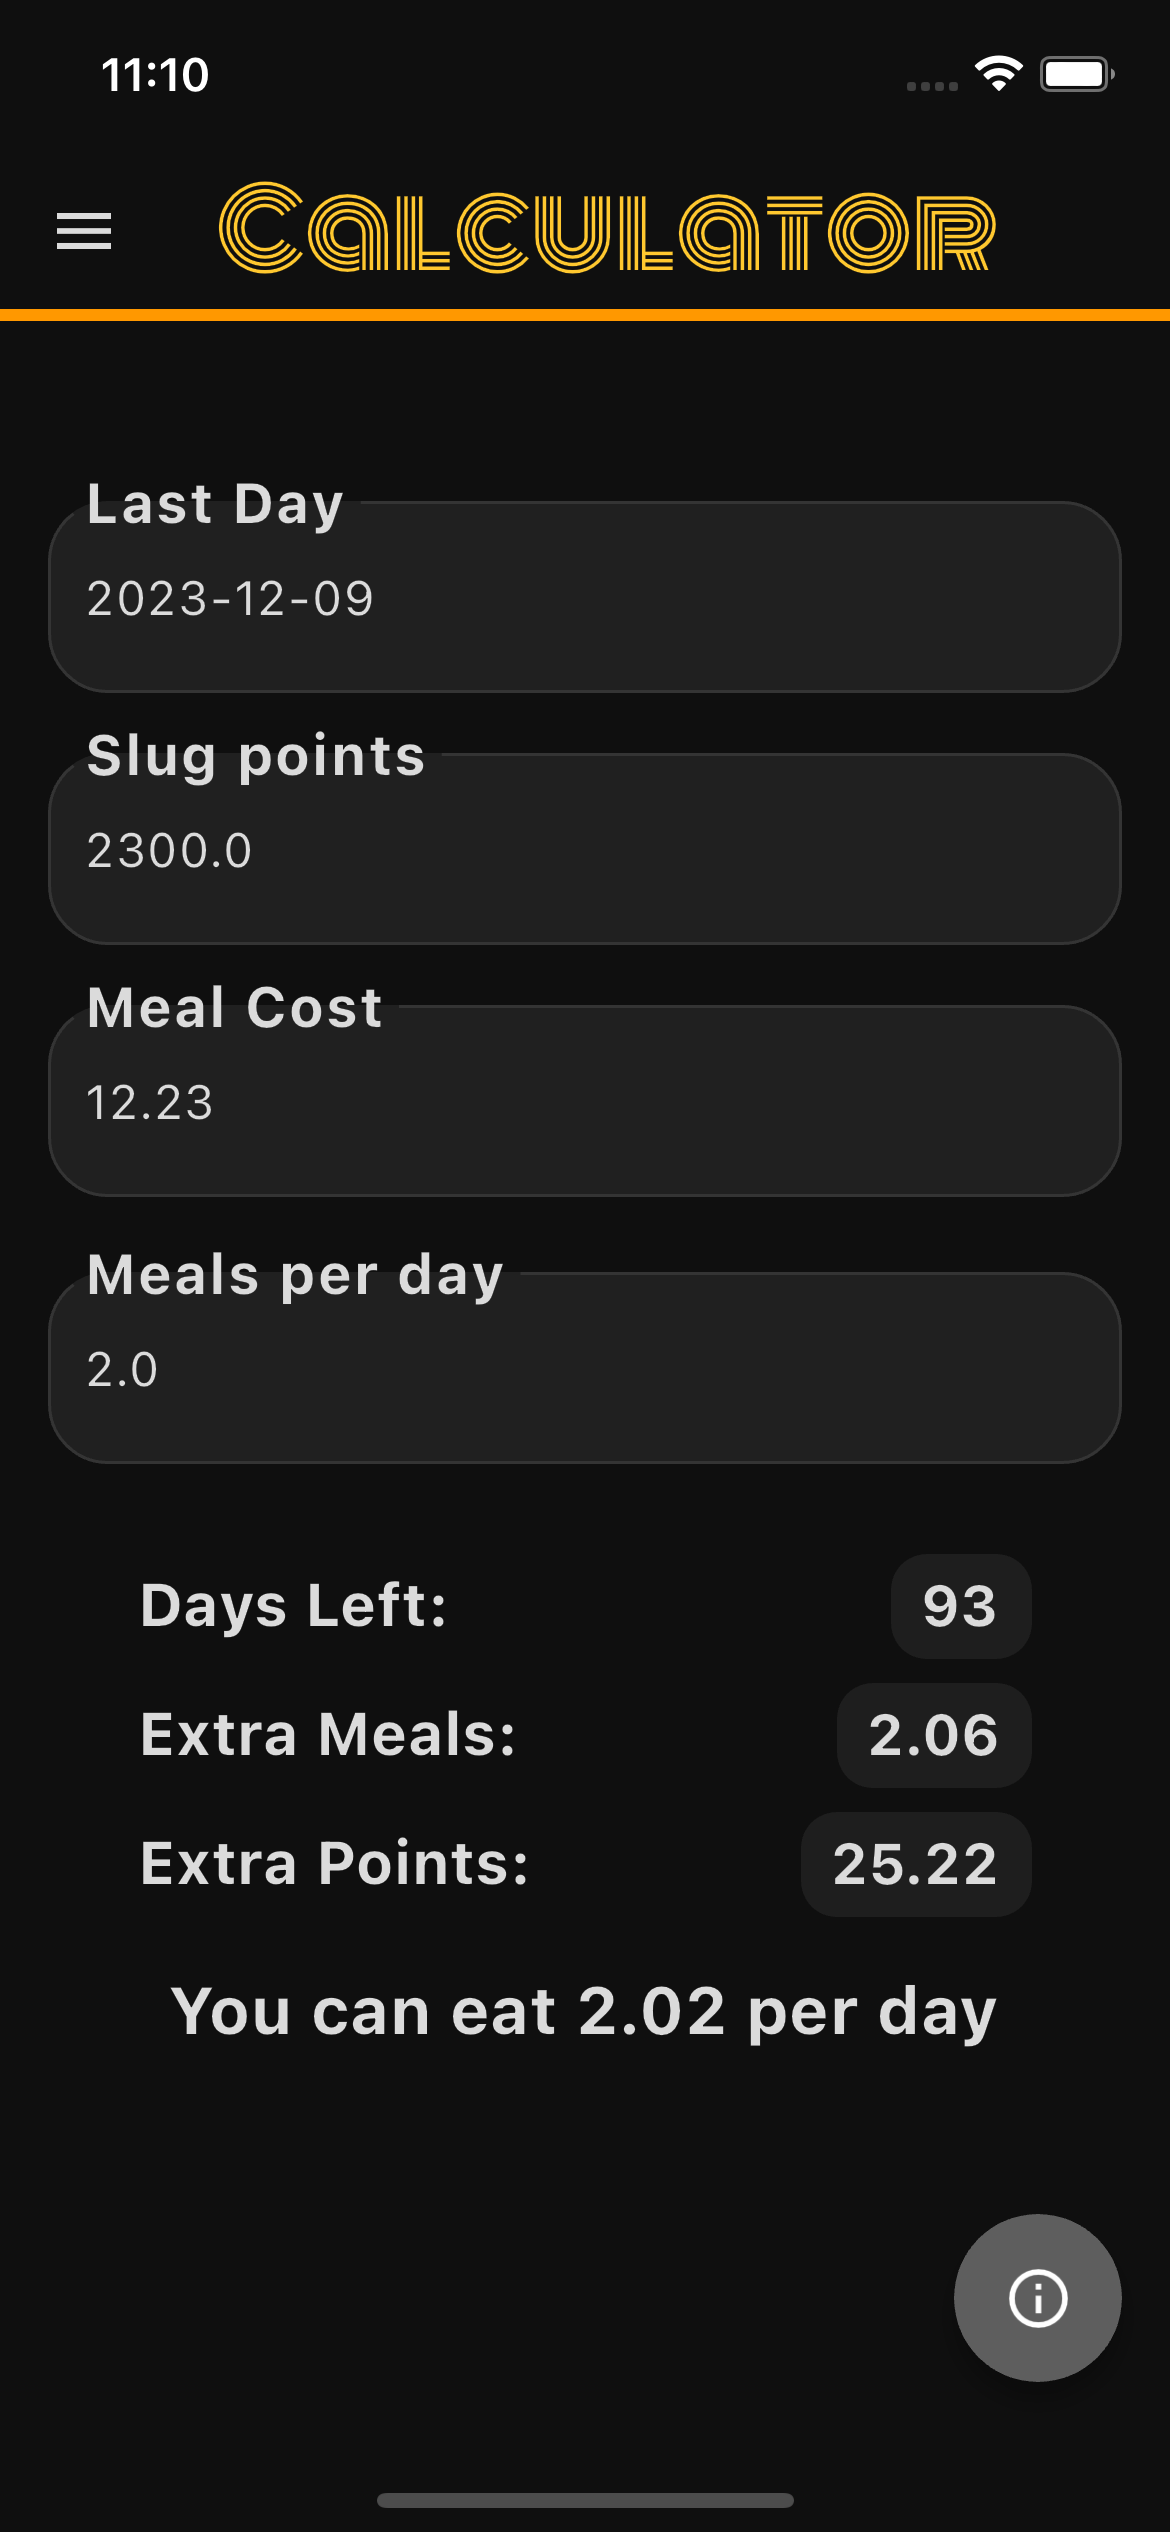 11:10
Calculator
Last Day
2023-12-09
Slug points
2300.0
Meal Cost
12.23
Meals per day
2.0
Days Left: 93
Extra Meals: 2.06
Extra Points: 25.22
You can eat 2.02 per day